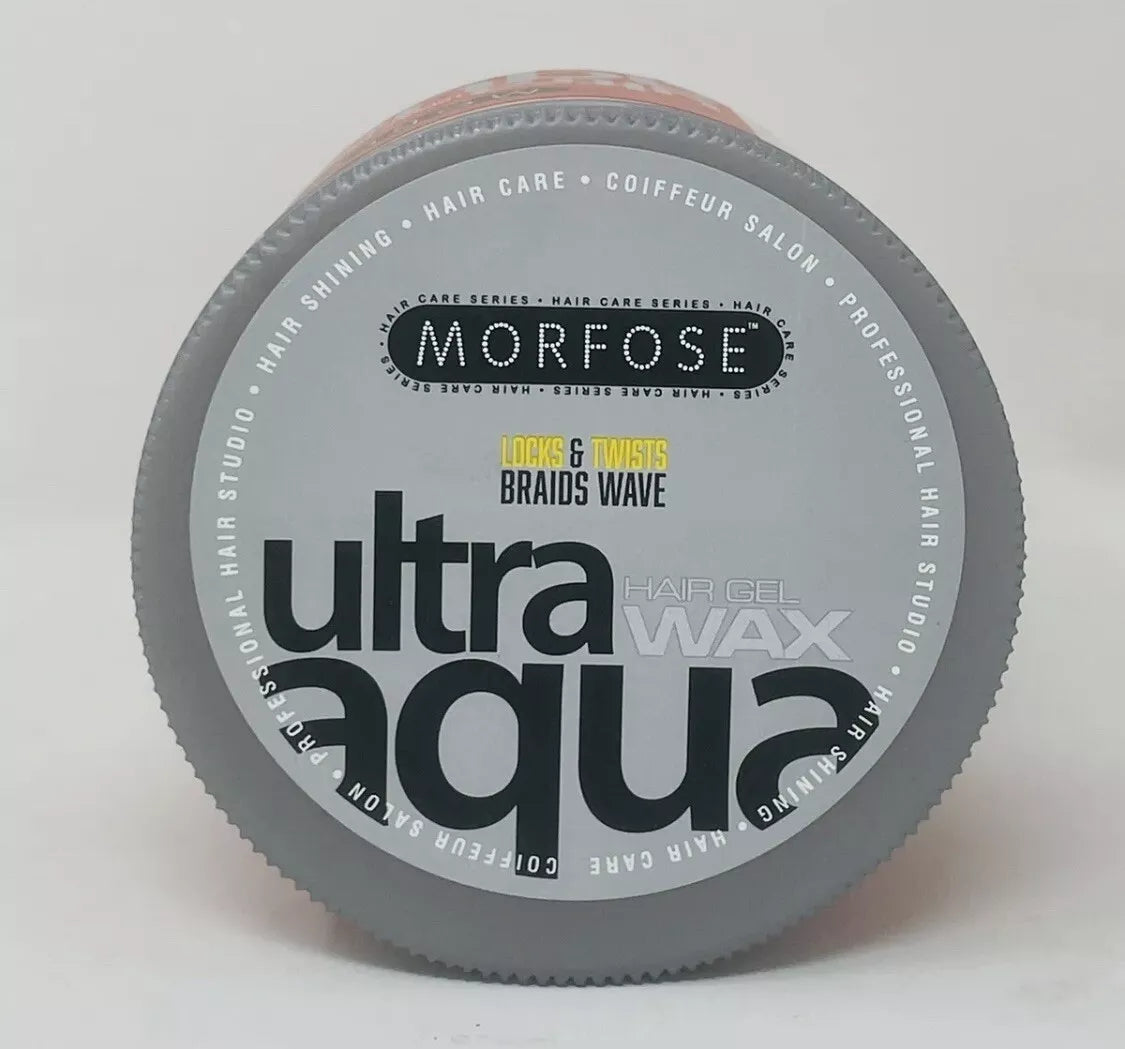 HAIR CARE • COIFFEUR SALON • PROFESSIONAL HAIR STUDIO • HAIR SHINING • HAIR CARE
COIFFEUR SALON • PROFESSIONAL HAIR STUDIO • HAIR SHINING •
HAIR CARE SERIES • HAIR CARE SERIES • HAIR CARE SERIES • HAIR CARE SERIES • HAIR CARE SERIES •
MORFOSE™
LOCKS & TWISTS
BRAIDS WAVE
ultra
HAIR GEL
WAX
aqua